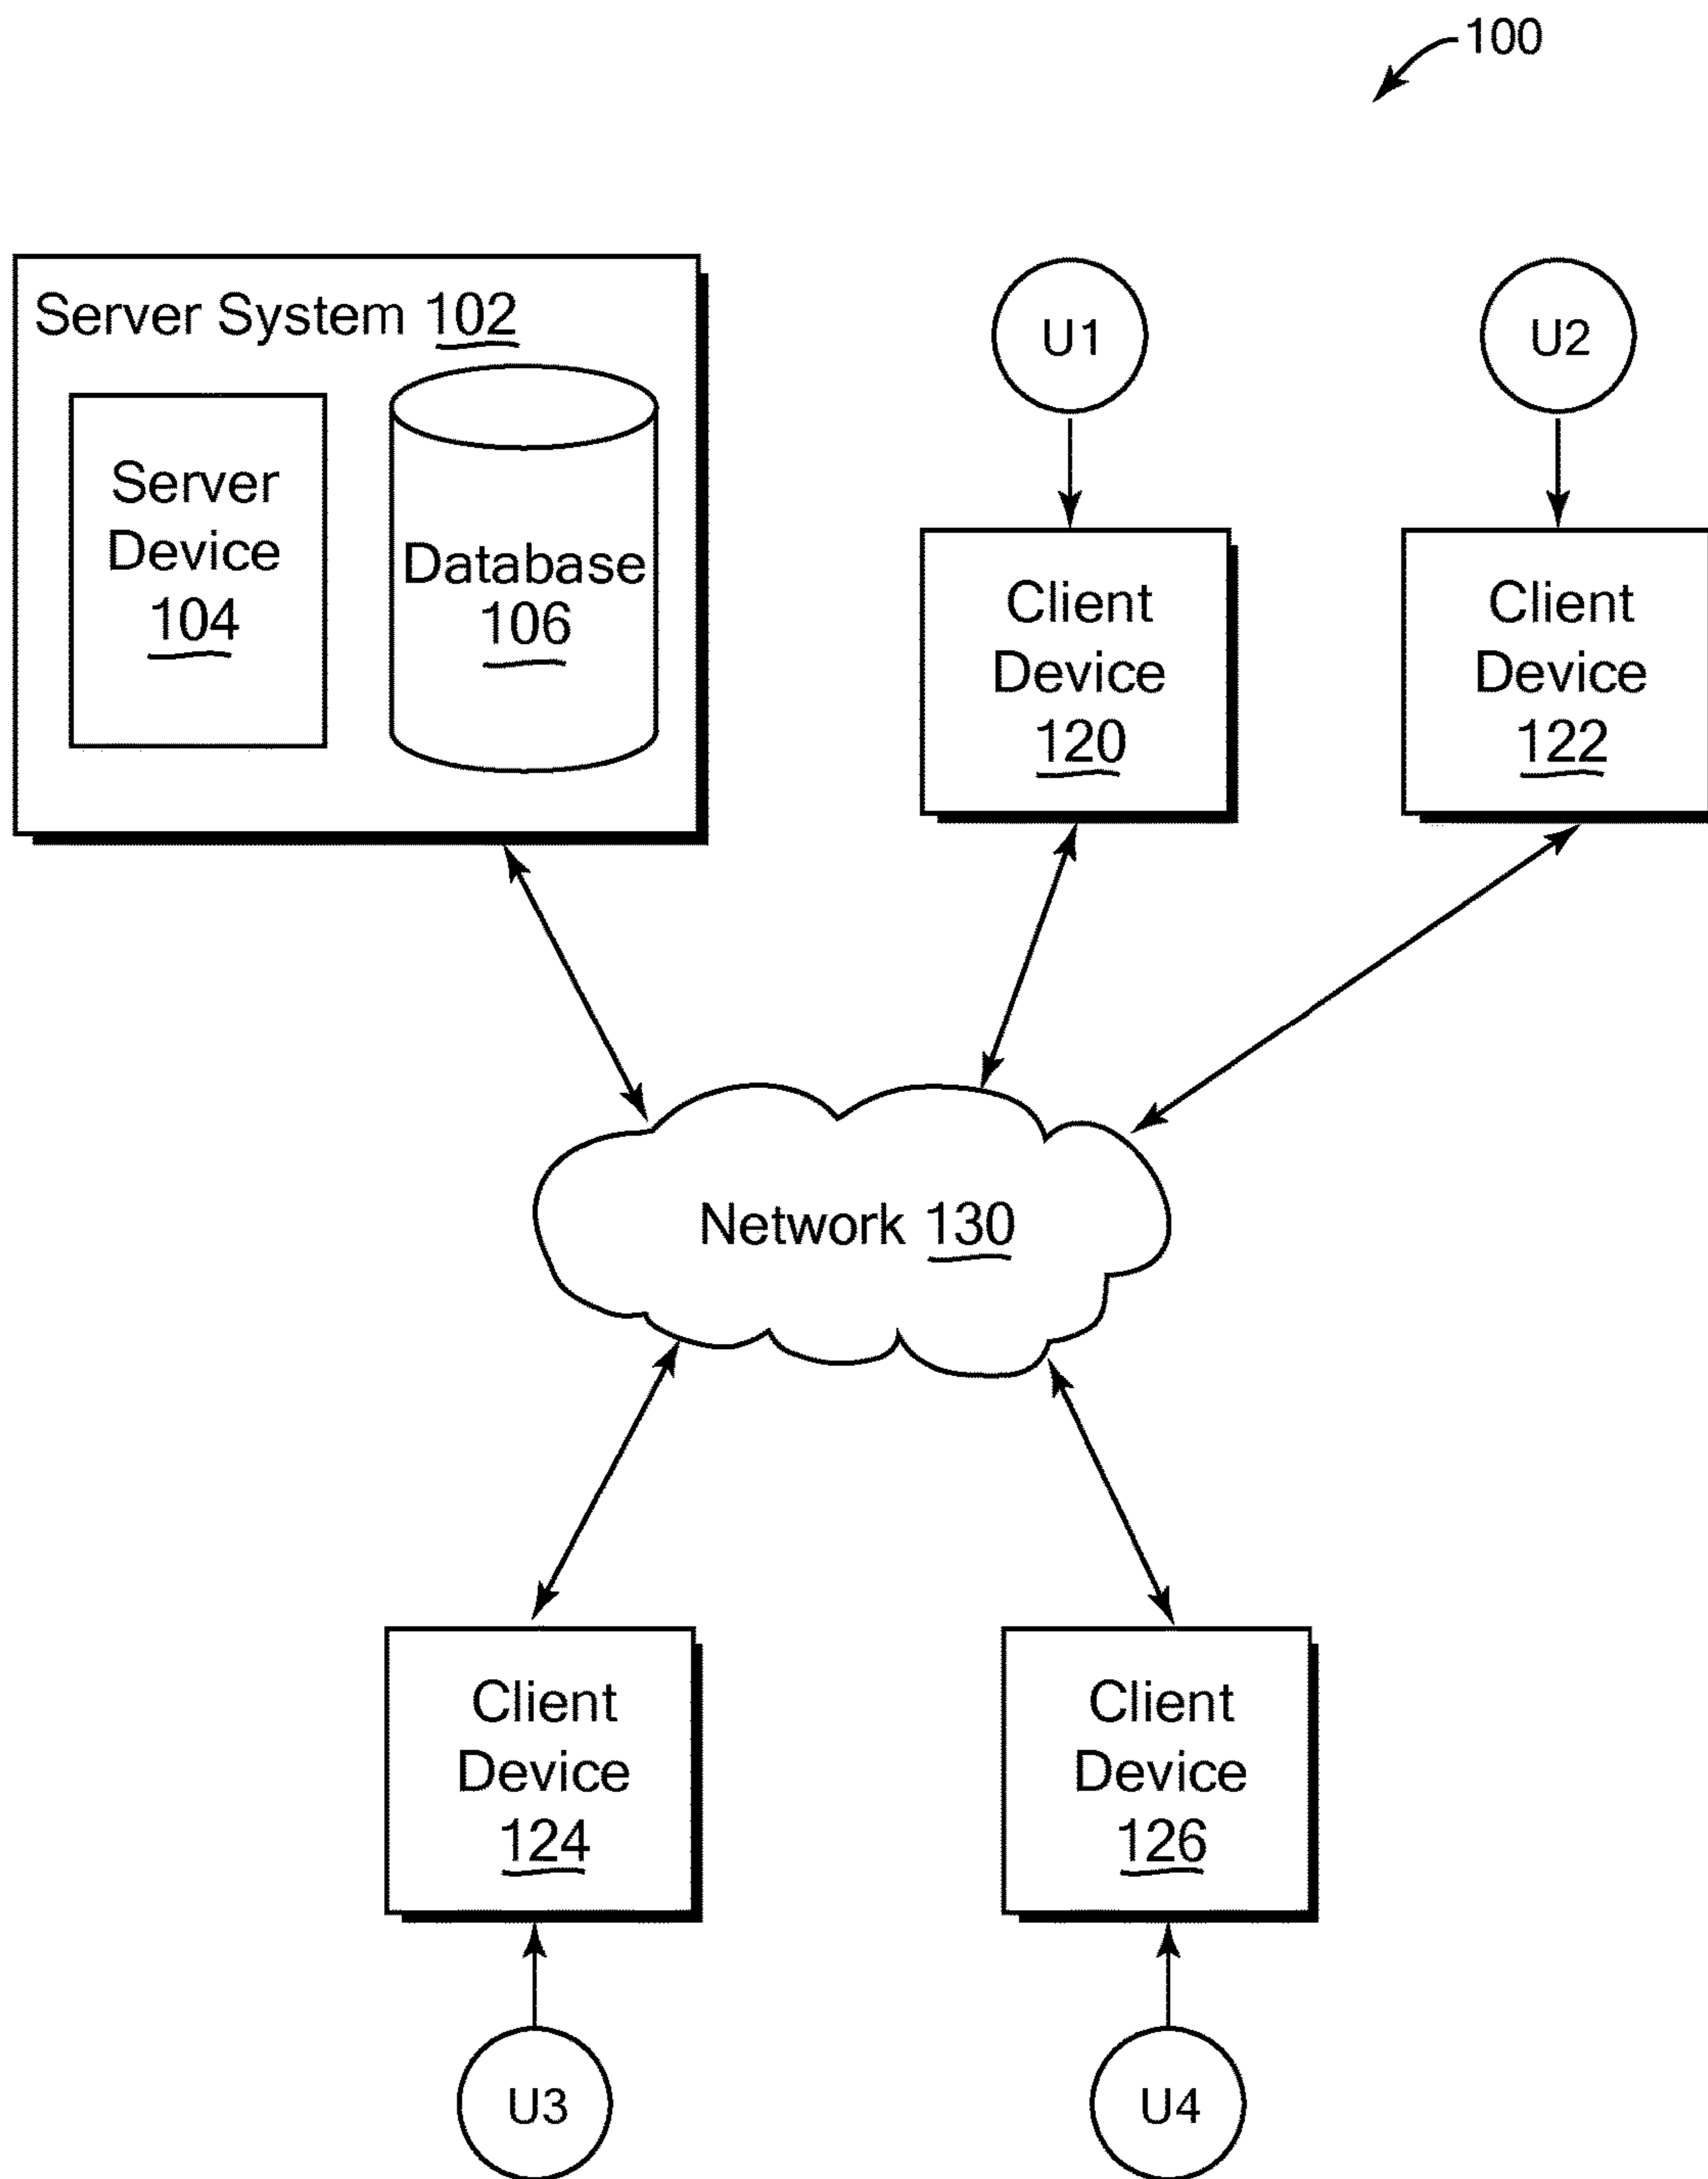 100
Server System 102
Server
Device
104
Database
106
U1
U2
Client
Device
120
Client
Device
122
Network 130
Client
Device
124
Client
Device
126
U3
U4